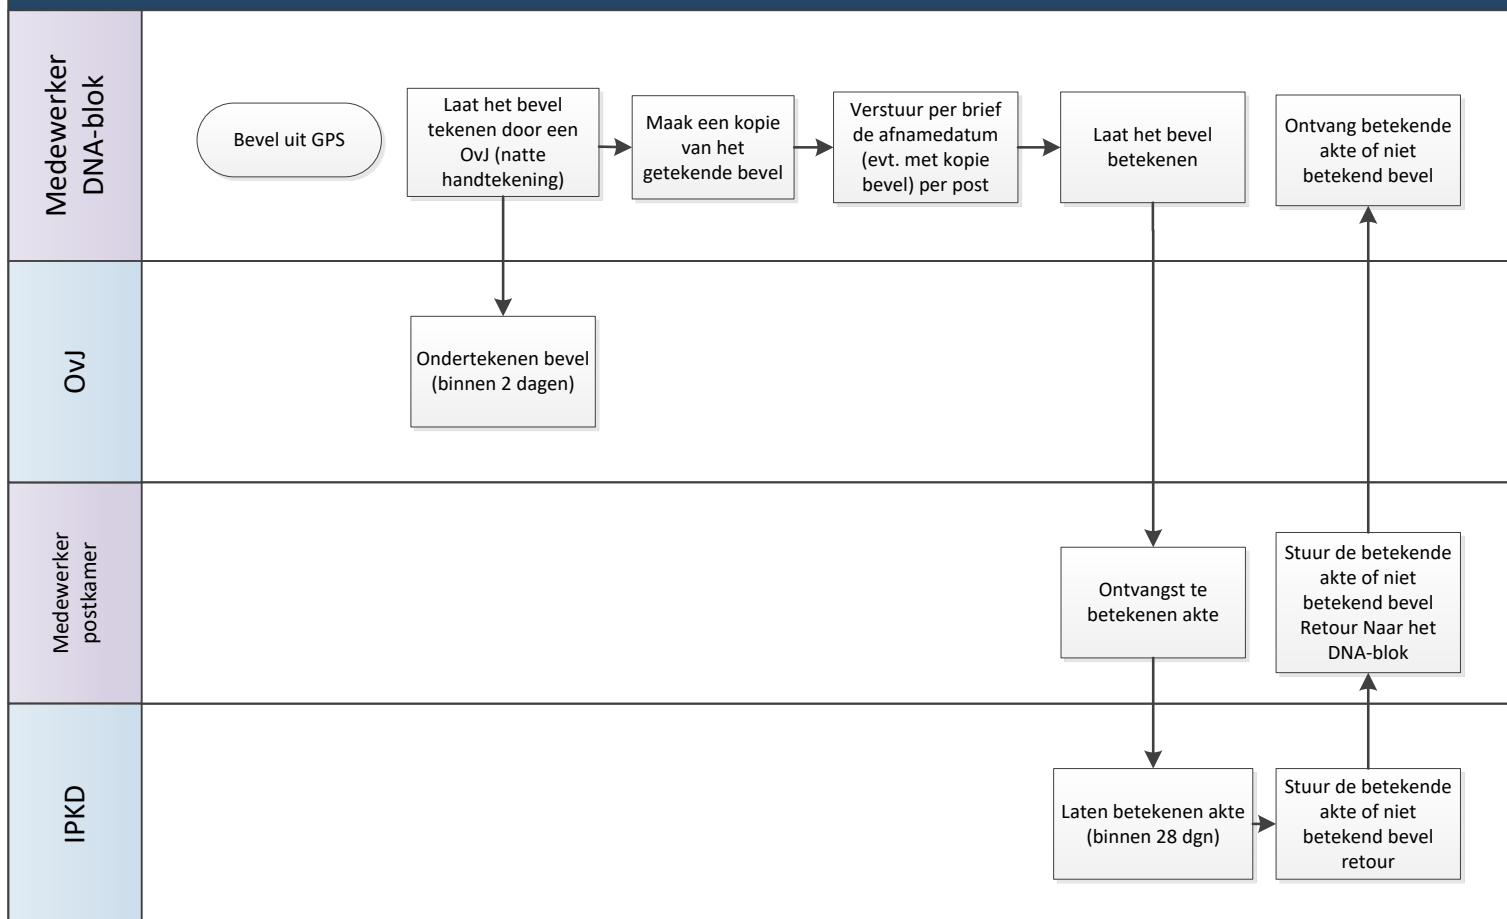 Medewerker
DNA-blok
Bevel uit GPS
Laat het bevel
tekenen door een
OvJ (natte
handtekening)
Maak een kopie
van het
getekende bevel
Verstuur per brief
de afnamedatum
(evt. met kopie
bevel) per post
Laat het bevel
betekenen
Ontvang betekende
akte of niet
betekend bevel
OvJ
Ondertekenen bevel
(binnen 2 dagen)
Medewerker
postkamer
Ontvangst te
betekenen akte
Stuur de betekende
akte of niet
betekend bevel
Retour Naar het
DNA-blok
IPKD
Laten betekenen akte
(binnen 28 dgn)
Stuur de betekende
akte of niet
betekend bevel
retour